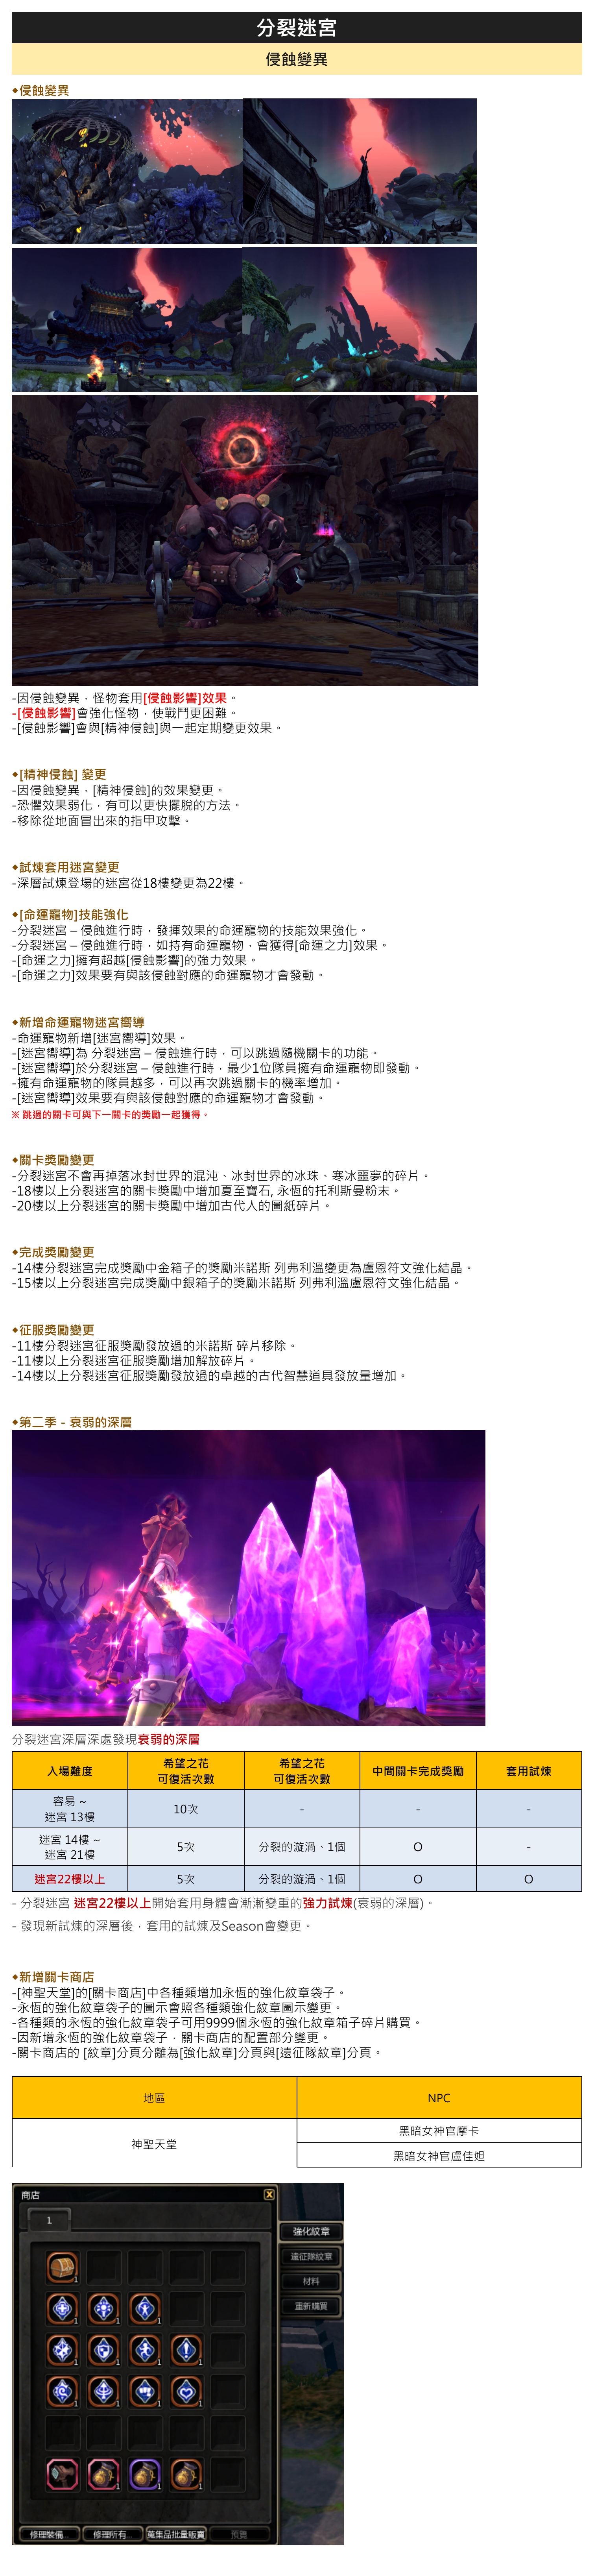 分裂迷宮
侵蝕變異
◆侵蝕變異
-因侵蝕變異，怪物套用[侵蝕影響]效果。
-[侵蝕影響]會強化怪物，使戰鬥更困難。
-[侵蝕影響]會與[精神侵蝕]與一起定期變更效果。
◆[精神侵蝕] 變更
-因侵蝕變異，[精神侵蝕]的效果變更。
-恐懼效果弱化，有可以更快擺脫的方法。
-移除從地面冒出來的指甲攻擊。
◆試煉套用迷宮變更
-深層試煉登場的迷宮從18樓變更為22樓。
◆[命運寵物]技能強化
-分裂迷宮 – 侵蝕進行時，發揮效果的命運寵物的技能效果強化。
-分裂迷宮 – 侵蝕進行時，如持有命運寵物，會獲得[命運之力]效果。
-[命運之力]擁有超越[侵蝕影響]的強力效果。
-[命運之力]效果要有與該侵蝕對應的命運寵物才會發動。
◆新增命運寵物迷宮嚮導
-命運寵物新增[迷宮嚮導]效果。
-[迷宮嚮導]為 分裂迷宮 – 侵蝕進行時，可以跳過隨機關卡的功能。
-[迷宮嚮導]於分裂迷宮 – 侵蝕進行時，最少1位隊員擁有命運寵物即發動。
-擁有命運寵物的隊員越多，可以再次跳過關卡的機率增加。
-[迷宮嚮導]效果要有與該侵蝕對應的命運寵物才會發動。
※ 跳過的關卡可與下一關卡的獎勵一起獲得。
◆關卡獎勵變更
-分裂迷宮不會再掉落冰封世界的混沌、冰封世界的冰珠、寒冰噩夢的碎片。
-18樓以上分裂迷宮的關卡獎勵中增加夏至寶石, 永恆的托利斯曼粉末。
-20樓以上分裂迷宮的關卡獎勵中增加古代人的圖紙碎片。
◆完成獎勵變更
-14樓分裂迷宮完成獎勵中金箱子的獎勵米諾斯 列弗利溫變更為盧恩符文強化結晶。
-15樓以上分裂迷宮完成獎勵中銀箱子的獎勵米諾斯 列弗利溫盧恩符文強化結晶。
◆征服獎勵變更
-11樓分裂迷宮征服獎勵發放過的米諾斯 碎片移除。
-11樓以上分裂迷宮征服獎勵增加解放碎片。
-14樓以上分裂迷宮征服獎勵發放過的卓越的古代智慧道具發放量增加。
◆第二季 - 衰弱的深層
分裂迷宮深層深處發現衰弱的深層
入場難度 希望之花 可復活次數 希望之花 可復活次數 中間關卡完成獎勵 套用試煉
容易 ~ 迷宮 13樓 10次 - - -
迷宮 14樓 ~ 迷宮 21樓 5次 分裂的漩渦、1個 O -
迷宮22樓以上 5次 分裂的漩渦、1個 O O
- 分裂迷宮 迷宮22樓以上開始套用身體會漸漸變重的強力試煉(衰弱的深層)。
- 發現新試煉的深層後，套用的試煉及Season會變更。
◆新增關卡商店
-[神聖天堂]的[關卡商店]中各種類增加永恆的強化紋章袋子。
-永恆的強化紋章袋子的圖示會照各種類強化紋章圖示變更。
-各種類的永恆的強化紋章袋子可用9999個永恆的強化紋章箱子碎片購買。
-因新增永恆的強化紋章袋子，關卡商店的配置部分變更。
-關卡商店的 [紋章]分頁分離為[強化紋章]分頁與[遠征隊紋章]分頁。
地區 NPC
神聖天堂 黑暗女神官摩卡
黑暗女神官盧佳妲
商店 X
1
強化紋章
遠征隊紋章
材料
重新購買
1
1 1 1
1 1 1 1
1 1 1 1
1 1 1
修理裝備... 修理所有... 蒐集品批量販賣 預覽